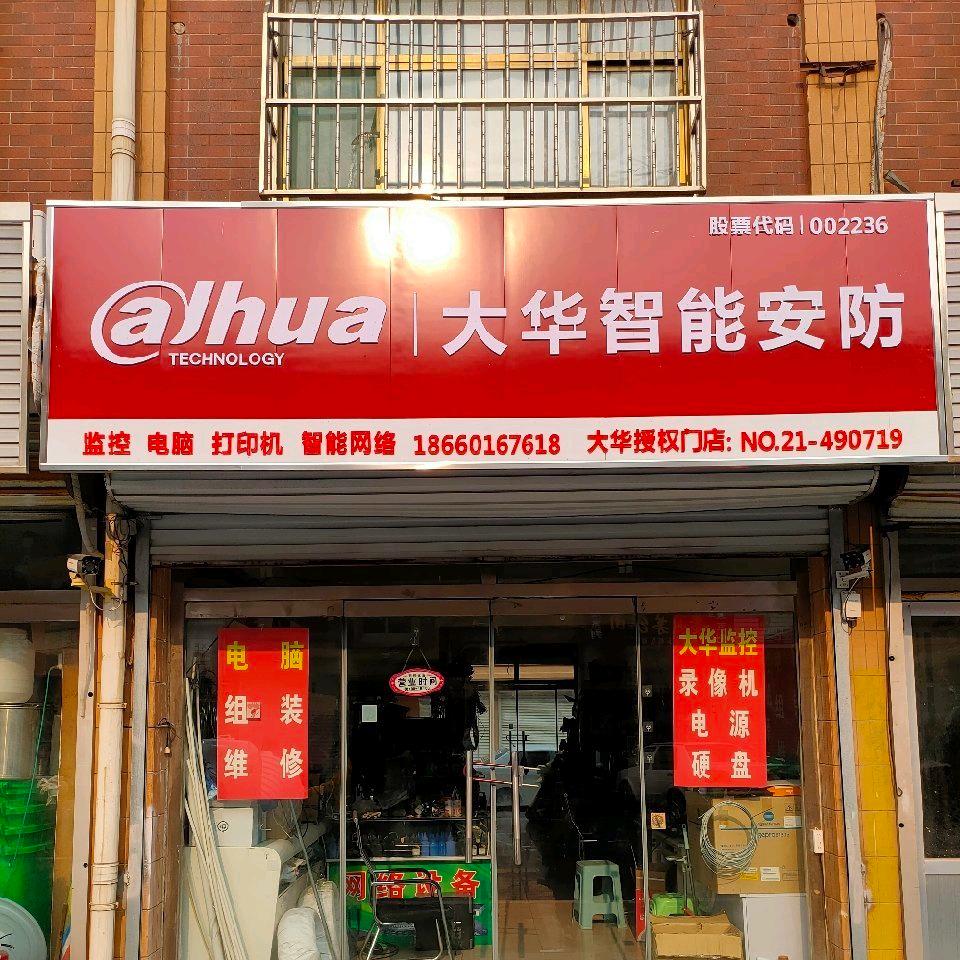 股票代码|002236
alhua
TECHNOLOGY
大华智能安防
监控 电脑 打印机 智能网络 18660167618 大华授权门店: NO.21-490719
电脑
组装
维修
营业时间
大华监控
录像机
电源
硬盘
网络设备